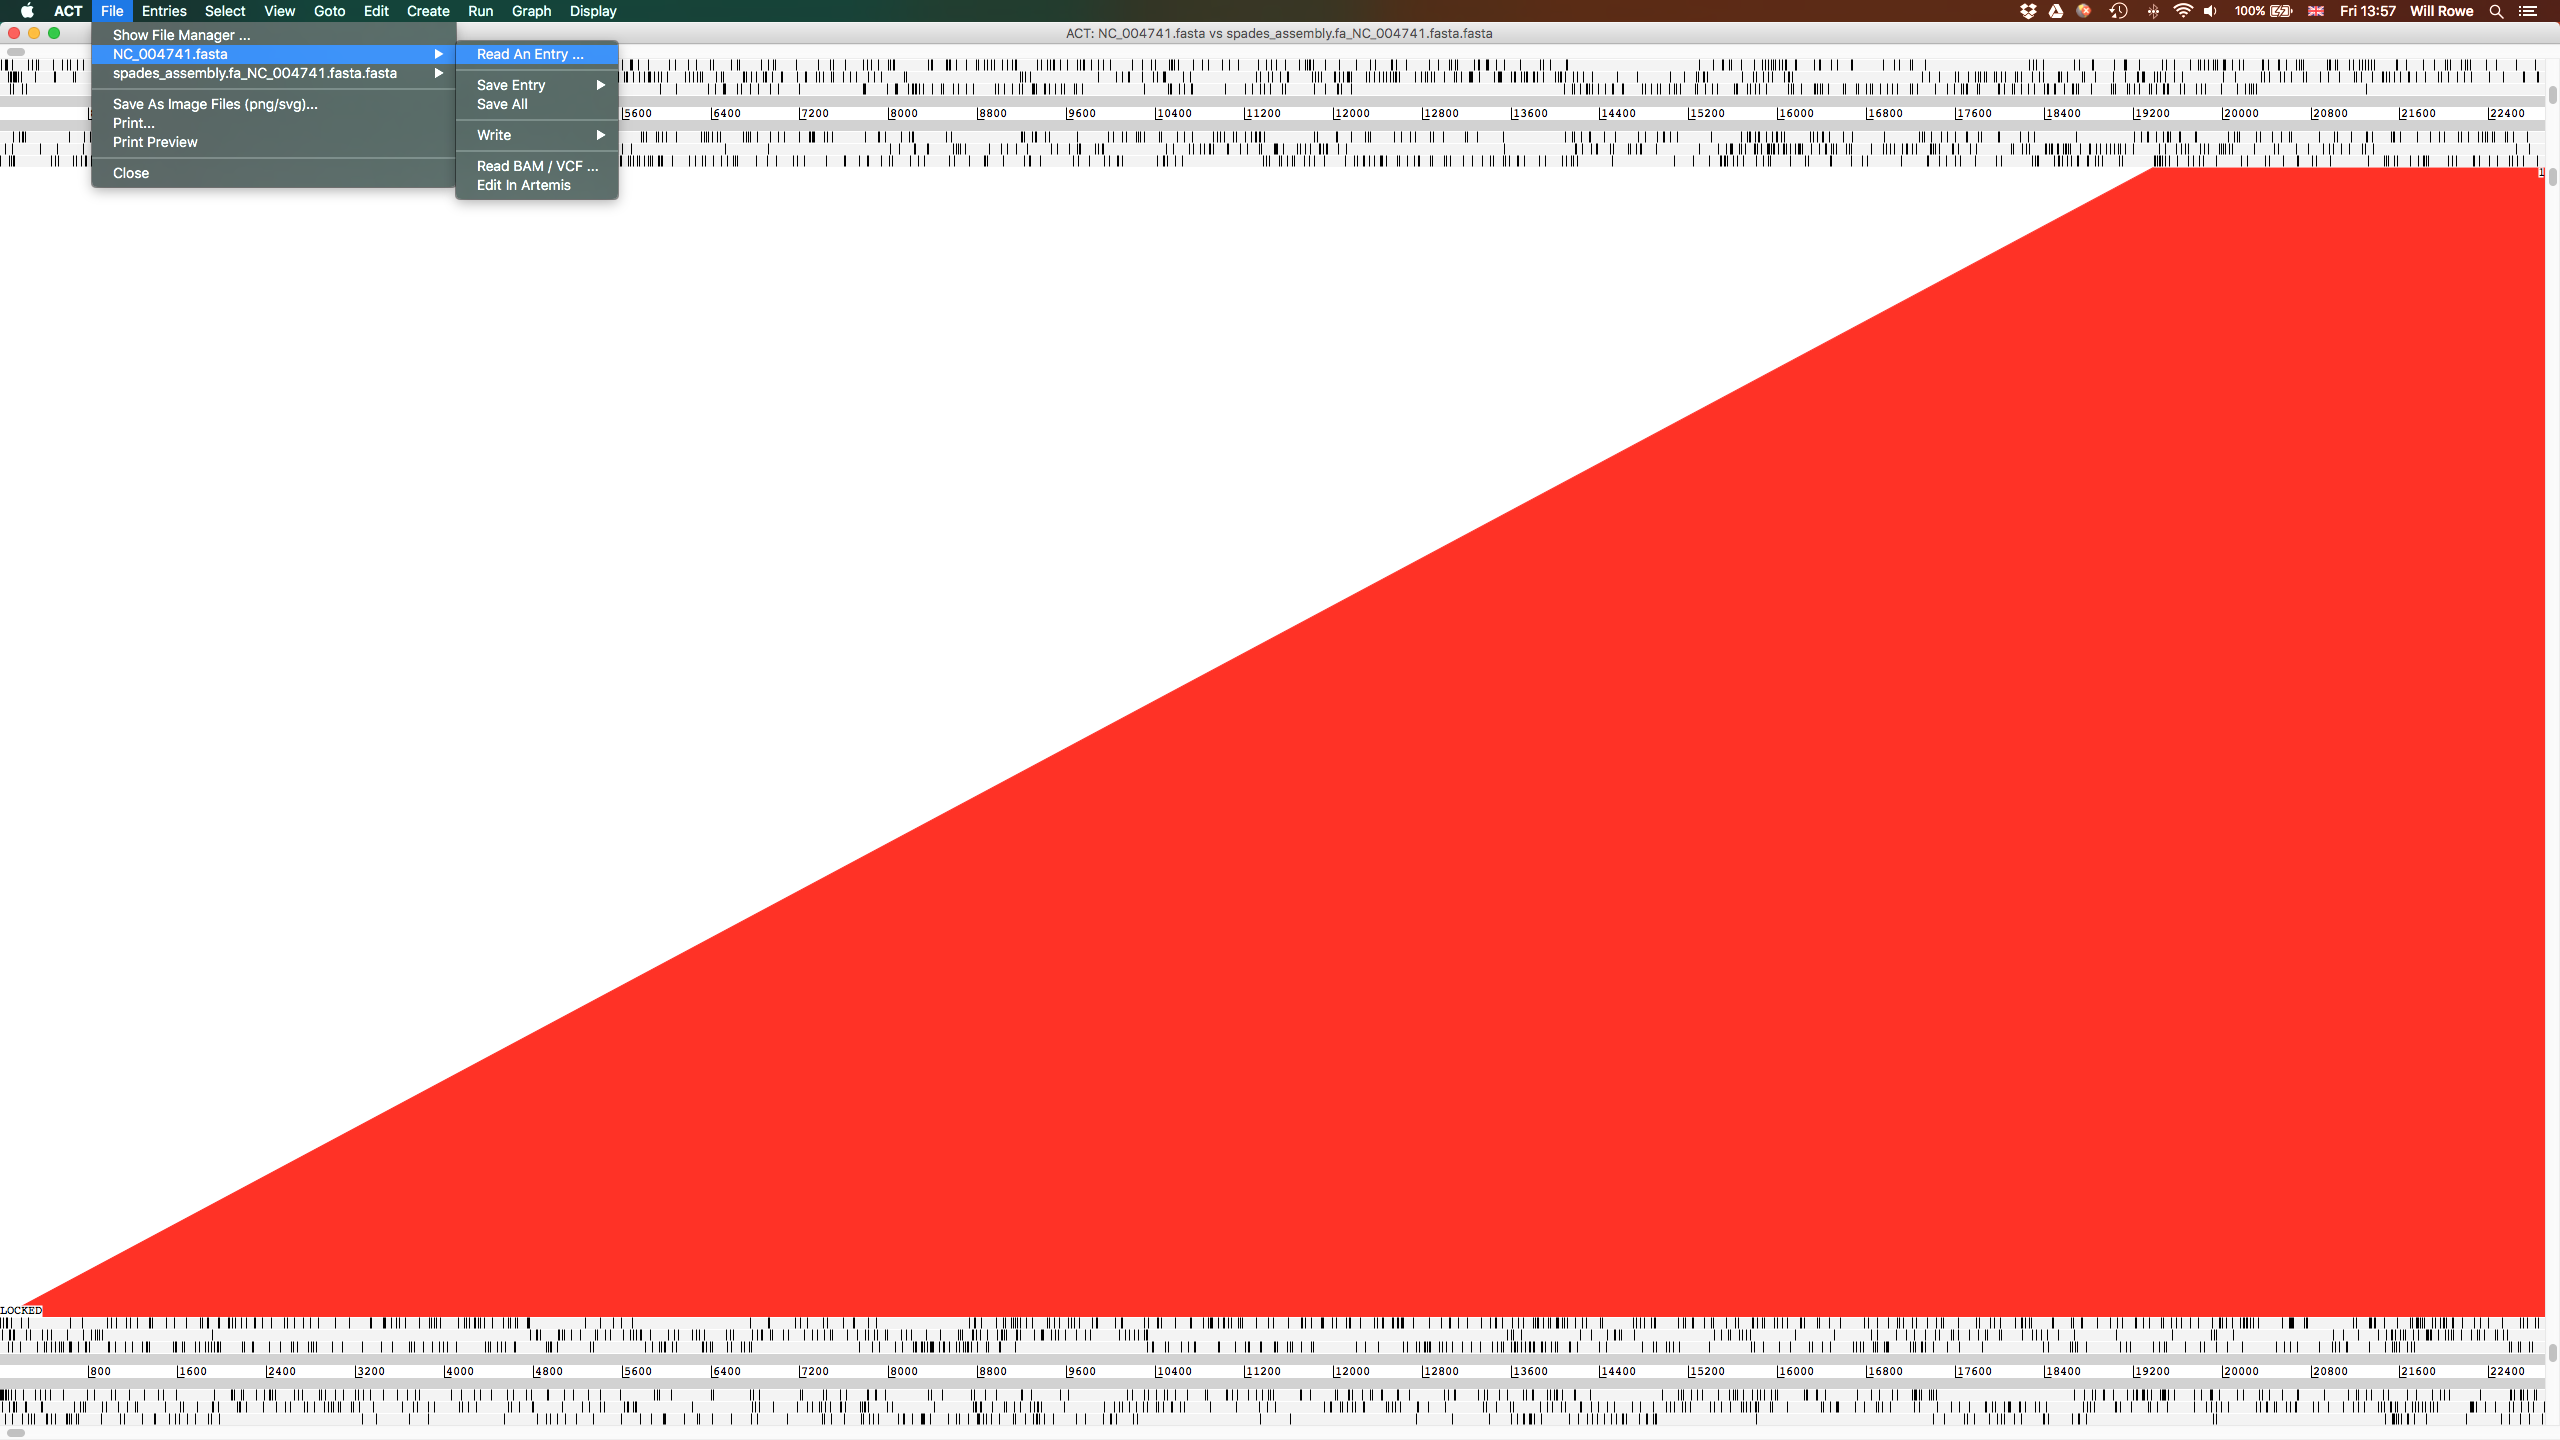 ACT File Entries Select View Goto Edit Create Run Graph Display 100% Fri 13:57 Will Rowe
ACT: NC_004741.fasta vs spades_assembly.fa_NC_004741.fasta.fasta
Show File Manager ...
NC_004741.fasta
spades_assembly.fa_NC_004741.fasta.fasta
Save As Image Files (png/svg)...
Print...
Print Preview
Close
Read An Entry ...
Save Entry
Save All
Write
Read BAM / VCF ...
Edit In Artemis
5600 6400 7200 8000 8800 9600 10400 11200 12000 12800 13600 14400 15200 16000 16800 17600 18400 19200 20000 20800 21600 22400
1
LOCKED
800 1600 2400 3200 4000 4800 5600 6400 7200 8000 8800 9600 10400 11200 12000 12800 13600 14400 15200 16000 16800 17600 18400 19200 20000 20800 21600 22400